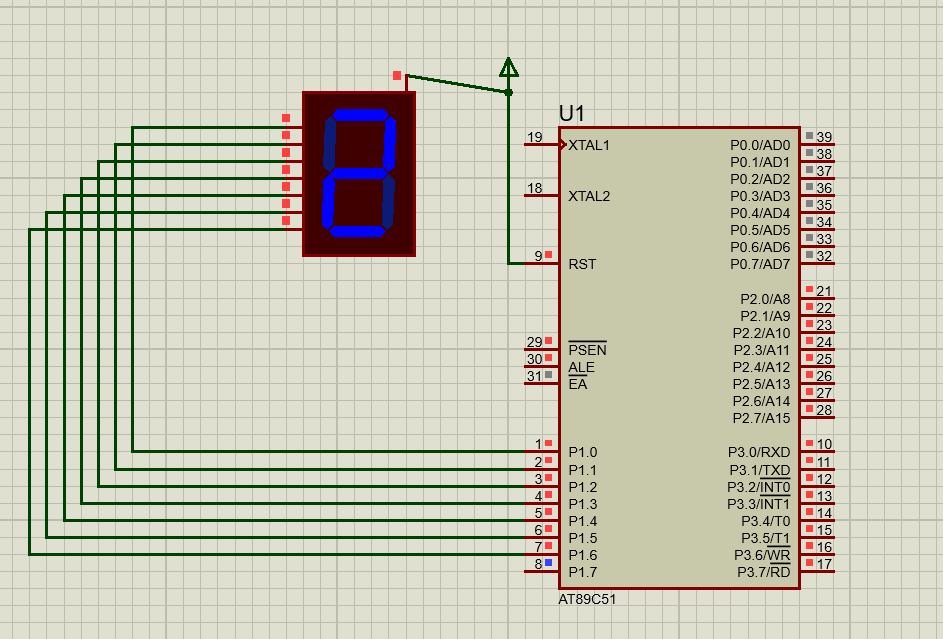 U1
19 XTAL1 P0.0/AD0 39
P0.1/AD1 38
P0.2/AD2 37
18 XTAL2 P0.3/AD3 36
P0.4/AD4 35
P0.5/AD5 34
P0.6/AD6 33
9 RST P0.7/AD7 32
P2.0/A8 21
P2.1/A9 22
P2.2/A10 23
29 PSEN P2.3/A11 24
30 ALE P2.4/A12 25
31 EA P2.5/A13 26
P2.6/A14 27
P2.7/A15 28
1 P1.0 P3.0/RXD 10
2 P1.1 P3.1/TXD 11
3 P1.2 P3.2/INT0 12
4 P1.3 P3.3/INT1 13
5 P1.4 P3.4/T0 14
6 P1.5 P3.5/T1 15
7 P1.6 P3.6/WR 16
8 P1.7 P3.7/RD 17
AT89C51